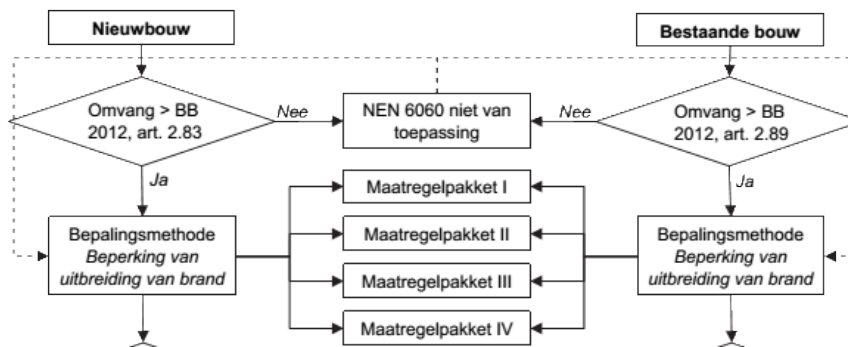 Nieuwbouw
Bestaande bouw
Omvang > BB
2012, art. 2.83
Nee
NEN 6060 niet van
toepassing
Nee
Omvang > BB
2012, art. 2.89
Ja
Ja
Maatregelpakket I
Maatregelpakket II
Maatregelpakket III
Maatregelpakket IV
Bepalingsmethode
Beperking van
uitbreiding van brand
Bepalingsmethode
Beperking van
uitbreiding van brand